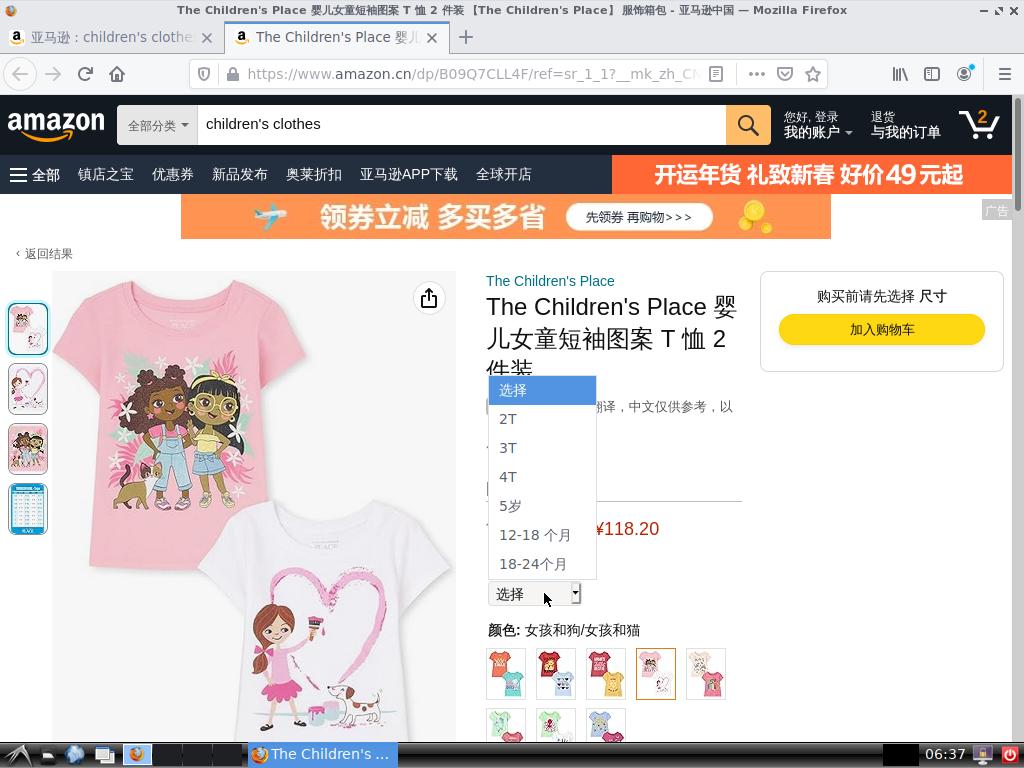 The Children's Place 婴儿女童短袖图案 T 恤 2 件装 【The Children's Place】 服饰箱包 - 亚马逊中国 — Mozilla Firefox
亚马逊 : children's clothe
The Children's Place 婴儿
https://www.amazon.cn/dp/B09Q7CLL4F/ref=sr_1_1?__mk_zh_CN
amazon
全部分类
children's clothes
您好, 登录
我的账户
退货
与我的订单
2
全部
镇店之宝
优惠券
新品发布
奥莱折扣
亚马逊APP下载
全球开店
开运年货 礼致新春 好价49元起
领券立减 多买多省
先领券 再购物>>>
广告
‹ 返回结果
The Children's Place
The Children's Place 婴
儿女童短袖图案 T 恤 2
件装
翻译，中文仅供参考，以
选择
2T
3T
4T
5岁
12-18 个月
18-24个月
¥118.20
选择
颜色: 女孩和狗/女孩和猫
购买前请先选择 尺寸
加入购物车
PLACE
The Children's ...
06:37